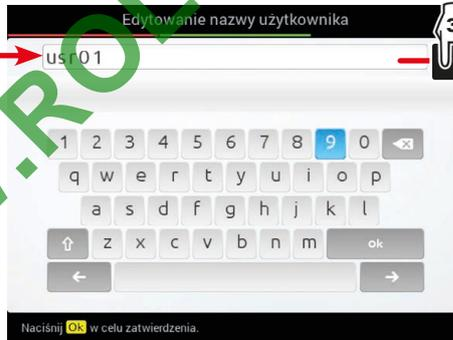 Edytowanie nazwy użytkownika
3
usr01
1 2 3 4 5 6 7 8 9 0
q w e r t y u i o p
a s d f g h j k l
z x c v b n m ok
Naciśnij Ok w celu zatwierdzenia.